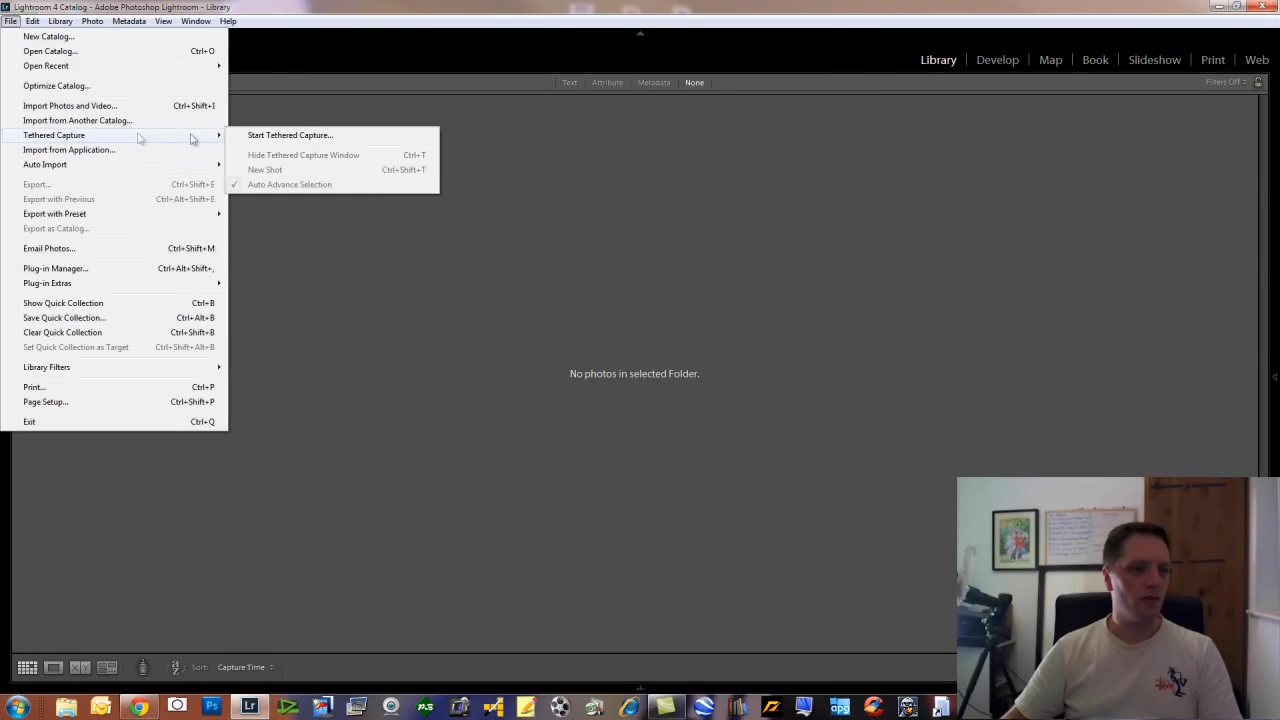 Lightroom 4 Catalog - Adobe Photoshop Lightroom - Library
File Edit Library Photo Metadata View Window Help
New Catalog...
Open Catalog... Ctrl+O
Open Recent
Optimize Catalog...
Import Photos and Video... Ctrl+Shift+I
Import from Another Catalog...
Tethered Capture
Import from Application...
Auto Import
Export... Ctrl+Shift+E
Export with Previous Ctrl+Alt+Shift+E
Export with Preset
Export as Catalog...
Email Photos... Ctrl+Shift+M
Plug-in Manager... Ctrl+Alt+Shift+,
Plug-in Extras
Show Quick Collection Ctrl+B
Save Quick Collection... Ctrl+Alt+B
Clear Quick Collection Ctrl+Shift+B
Set Quick Collection as Target Ctrl+Shift+Alt+B
Library Filters
Print... Ctrl+P
Page Setup... Ctrl+Shift+P
Exit Ctrl+Q
Start Tethered Capture...
Hide Tethered Capture Window Ctrl+T
New Shot Ctrl+Shift+T
Auto Advance Selection
Library | Develop | Map | Book | Slideshow | Print | Web
Text Attribute Metadata None
Filters Off
No photos in selected Folder.
Sort: Capture Time